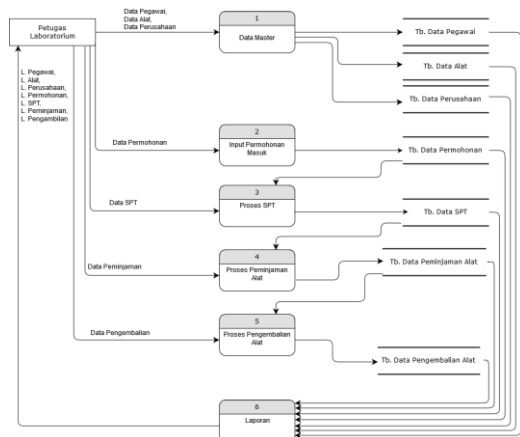 Petugas
Laboratorium
Data Pegawai,
Data Alat,
Data Perusahaan
1
Data Master
Tb. Data Pegawai
Tb. Data Alat
Tb. Data Perusahaan
L. Pegawai,
L. Alat,
L. Perusahaan,
L. Permohonan,
L. SPT,
L. Peminjaman,
L. Pengambilan
Data Permohonan
2
Input Permohonan
Masuk
Tb. Data Permohonan
Data SPT
3
Proses SPT
Tb. Data SPT
Data Peminjaman
4
Proses Peminjaman
Alat
Tb. Data Peminjaman Alat
Data Pengembalian
5
Proses Pengembalian
Alat
Tb. Data Pengembalian Alat
6
Laporan